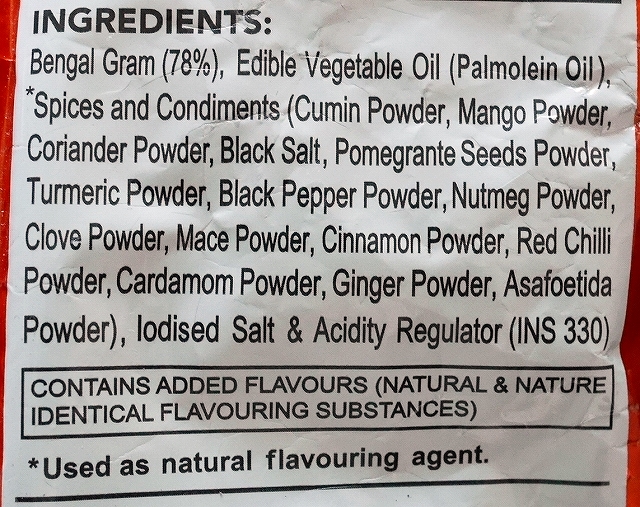 INGREDIENTS:
Bengal Gram (78%), Edible Vegetable Oil (Palmolein Oil),
*Spices and Condiments (Cumin Powder, Mango Powder,
Coriander Powder, Black Salt, Pomegrante Seeds Powder,
Turmeric Powder, Black Pepper Powder, Nutmeg Powder,
Clove Powder, Mace Powder, Cinnamon Powder, Red Chilli
Powder, Cardamom Powder, Ginger Powder, Asafoetida
Powder), Iodised Salt & Acidity Regulator (INS 330)
CONTAINS ADDED FLAVOURS (NATURAL & NATURE
IDENTICAL FLAVOURING SUBSTANCES)
*Used as natural flavouring agent.